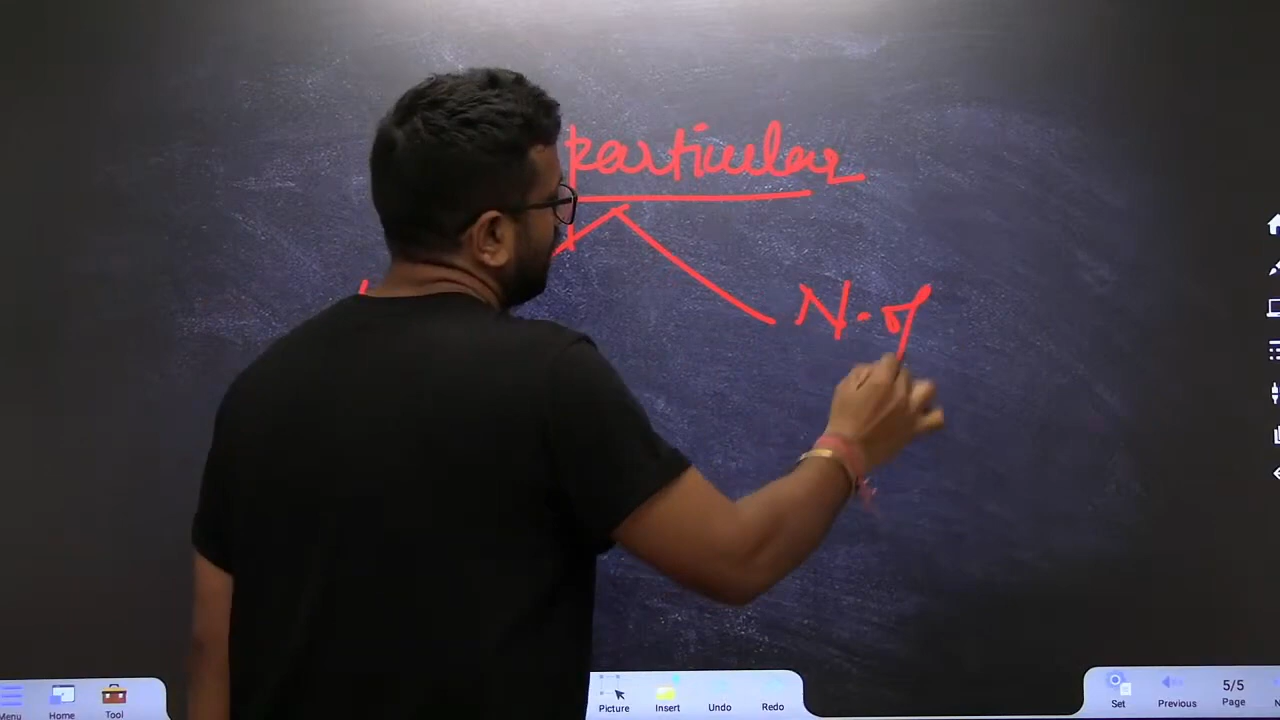 particular
N.
5/5
Menu Home Tool Picture Insert Undo Redo Set Previous Page